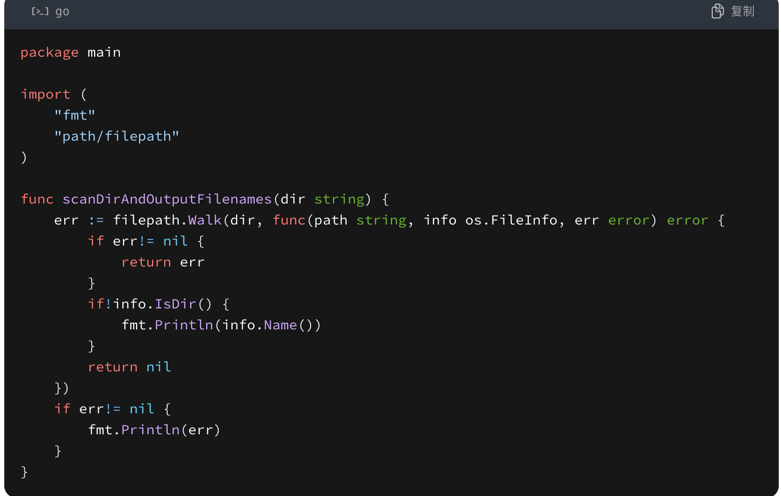 [>_] go
复制
package main
import (
    "fmt"
    "path/filepath"
)
func scanDirAndOutputFilenames(dir string) {
    err := filepath.Walk(dir, func(path string, info os.FileInfo, err error) error {
        if err!= nil {
            return err
        }
        if!info.IsDir() {
            fmt.Println(info.Name())
        }
        return nil
    })
    if err!= nil {
        fmt.Println(err)
    }
}